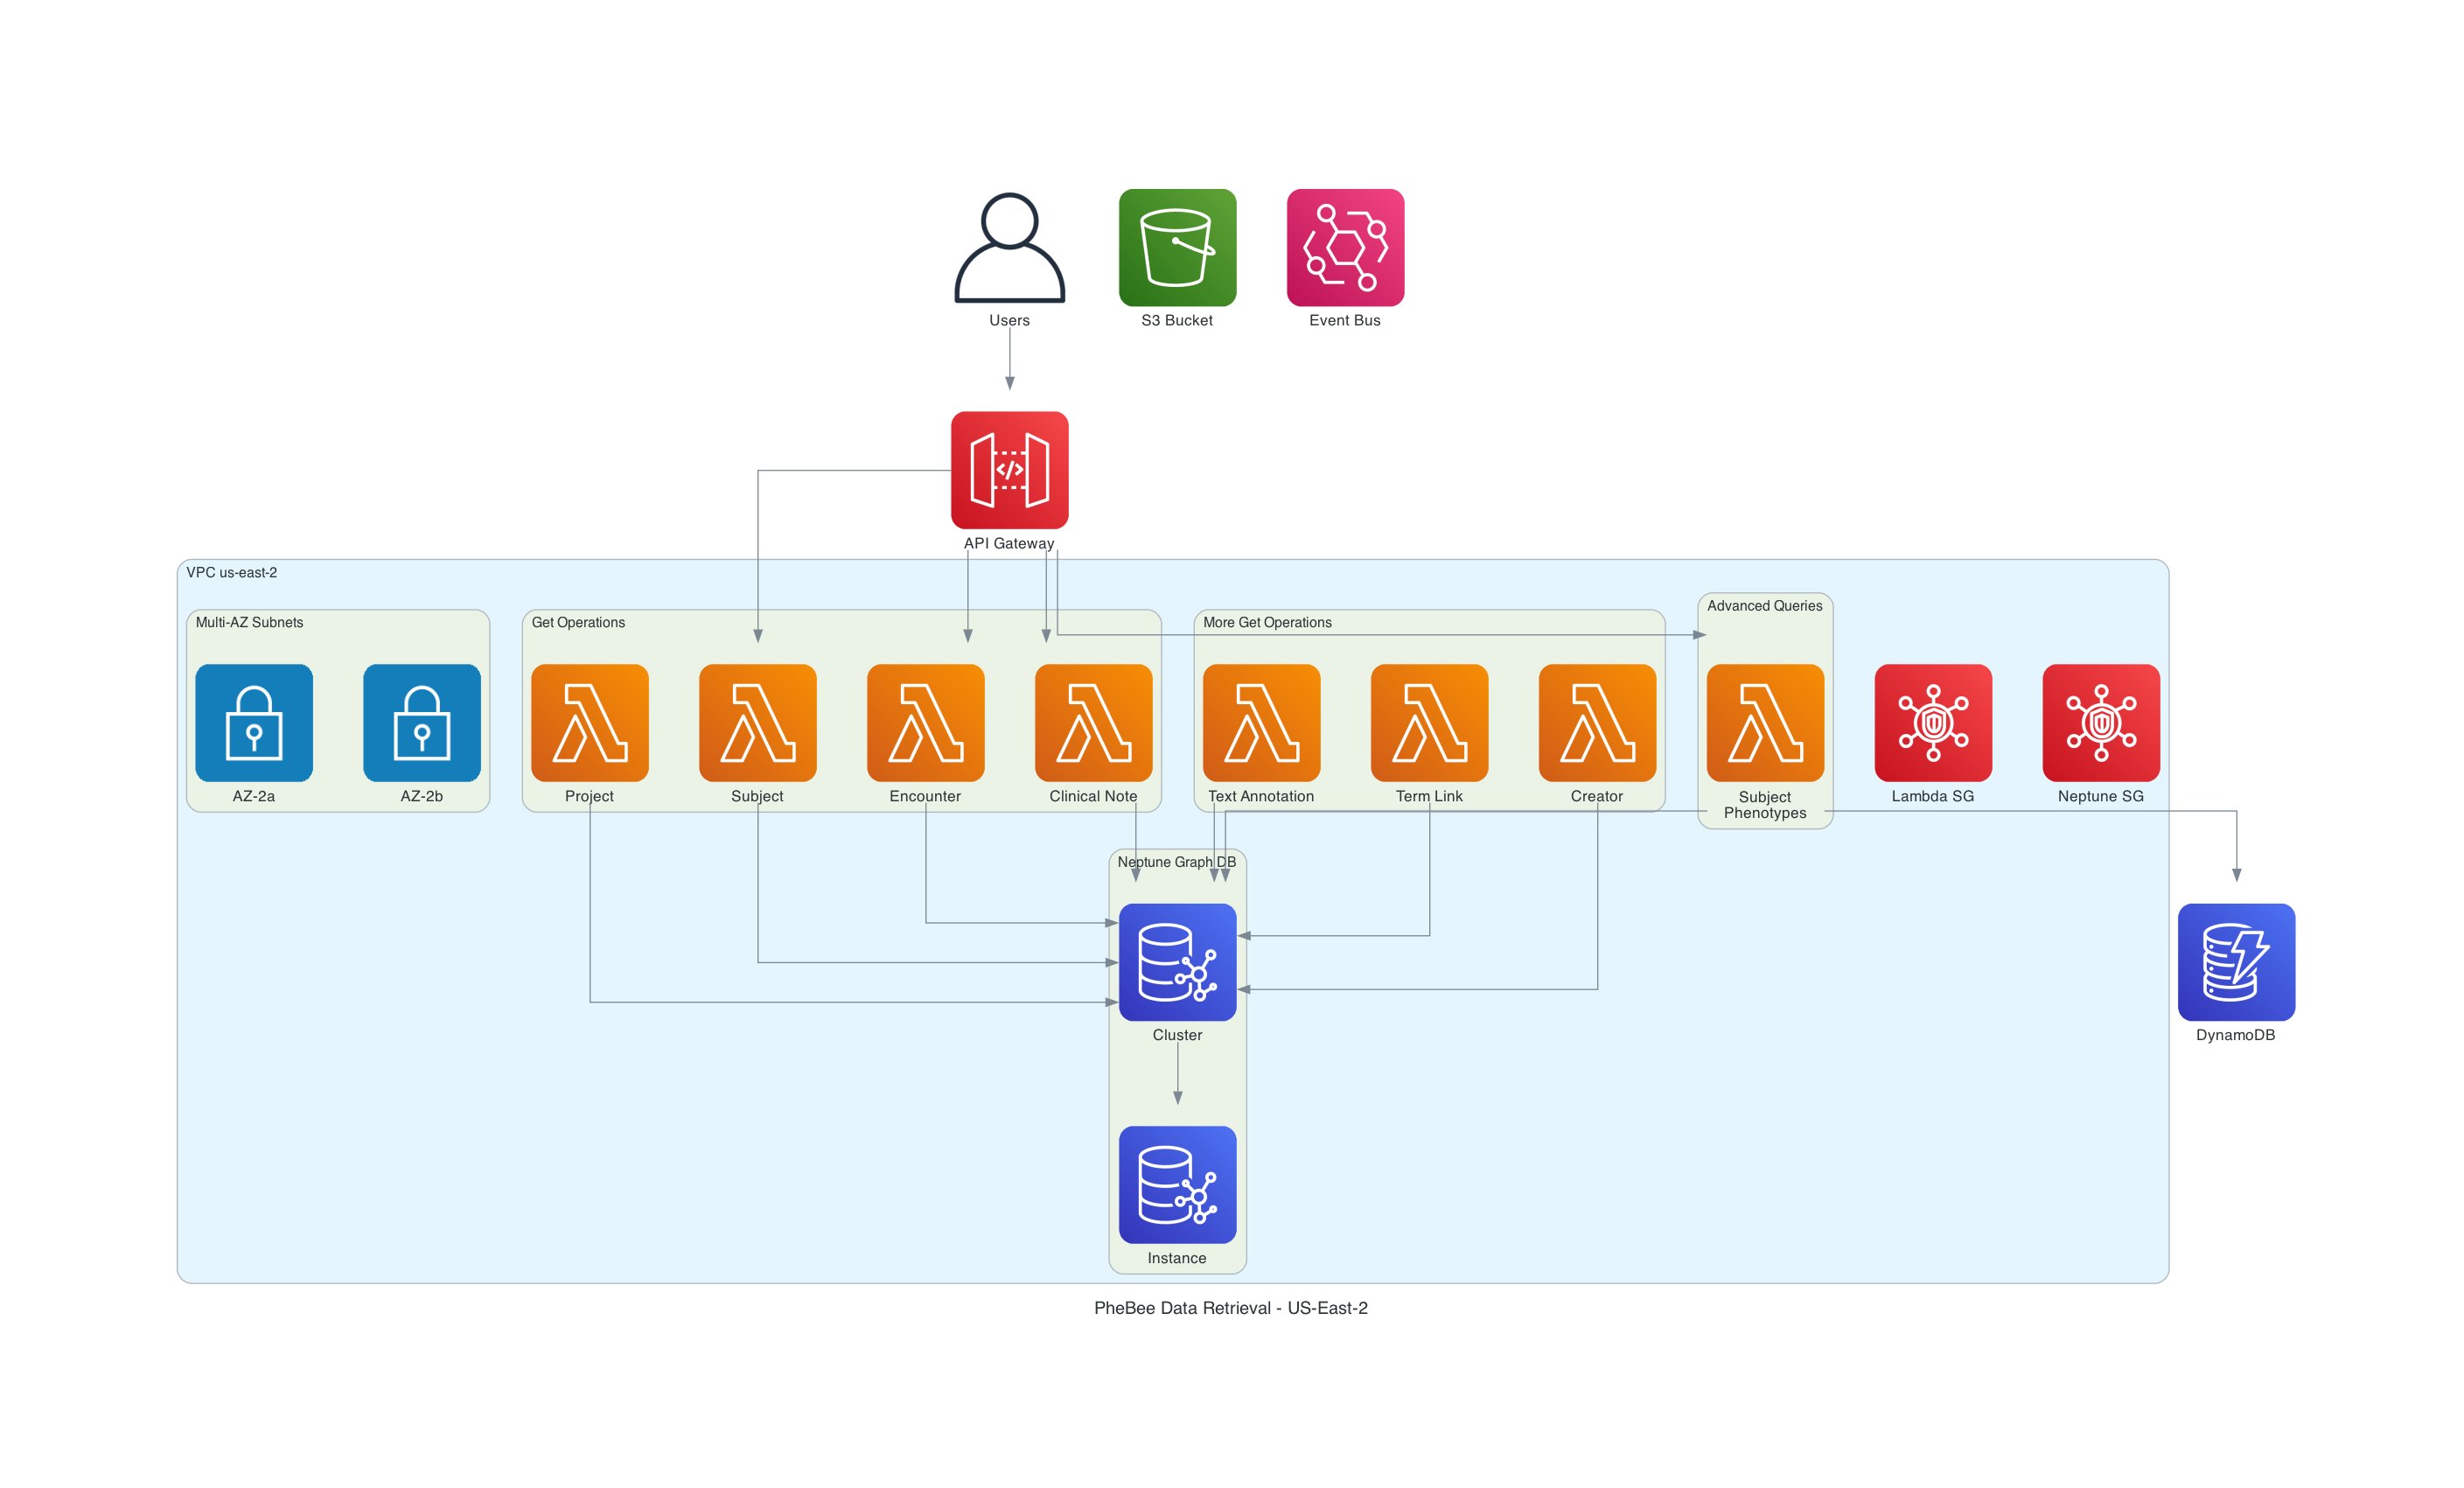 Users
S3 Bucket
Event Bus
API Gateway
VPC us-east-2
Multi-AZ Subnets
Get Operations
More Get Operations
Advanced Queries
AZ-2a
AZ-2b
Project
Subject
Encounter
Clinical Note
Text Annotation
Term Link
Creator
Subject
Phenotypes
Lambda SG
Neptune SG
Neptune Graph DB
Cluster
DynamoDB
Instance
PheBee Data Retrieval - US-East-2